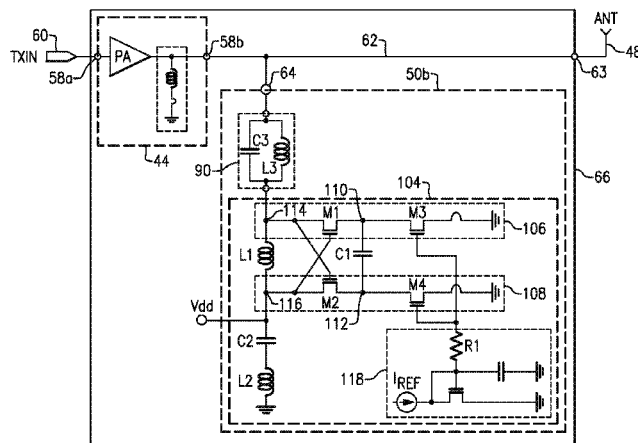 60
TXIN
58a
PA
58b
44
62
ANT
48
63
64
50b
66
C3
L3
90
104
114
110
M1
M3
106
L1
C1
Vdd
116
M2
112
M4
108
C2
L2
R1
118
IREF